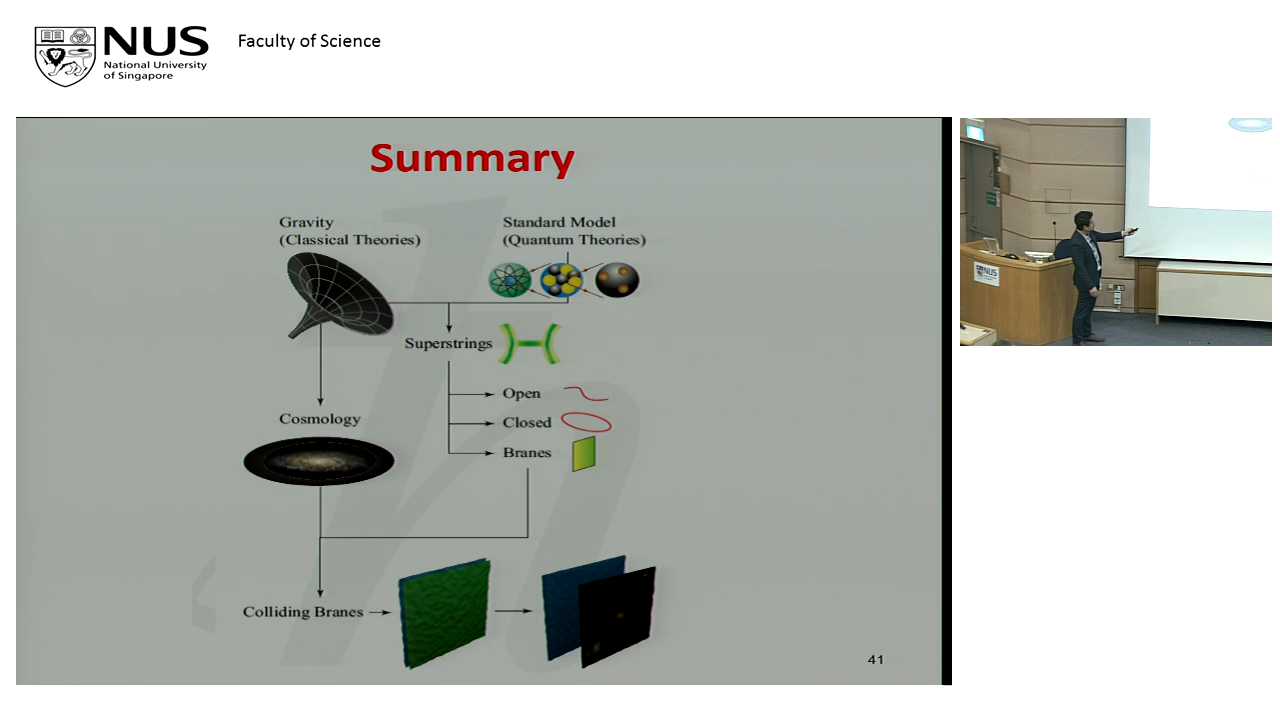 NUS
National University
of Singapore
Faculty of Science
Summary
Gravity
(Classical Theories)
Standard Model
(Quantum Theories)
Superstrings
Open
Closed
Branes
Cosmology
Colliding Branes
41
NUS